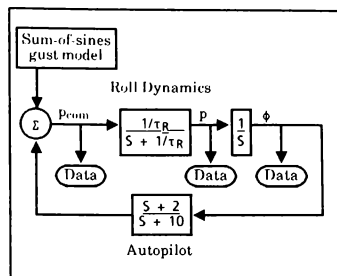 Sum-of-sines
gust model
Roll Dynamics
Σ
Pcom
1/τR
S + 1/τR
p
1
S
ϕ
Data
Data
Data
S + 2
S + 10
Autopilot